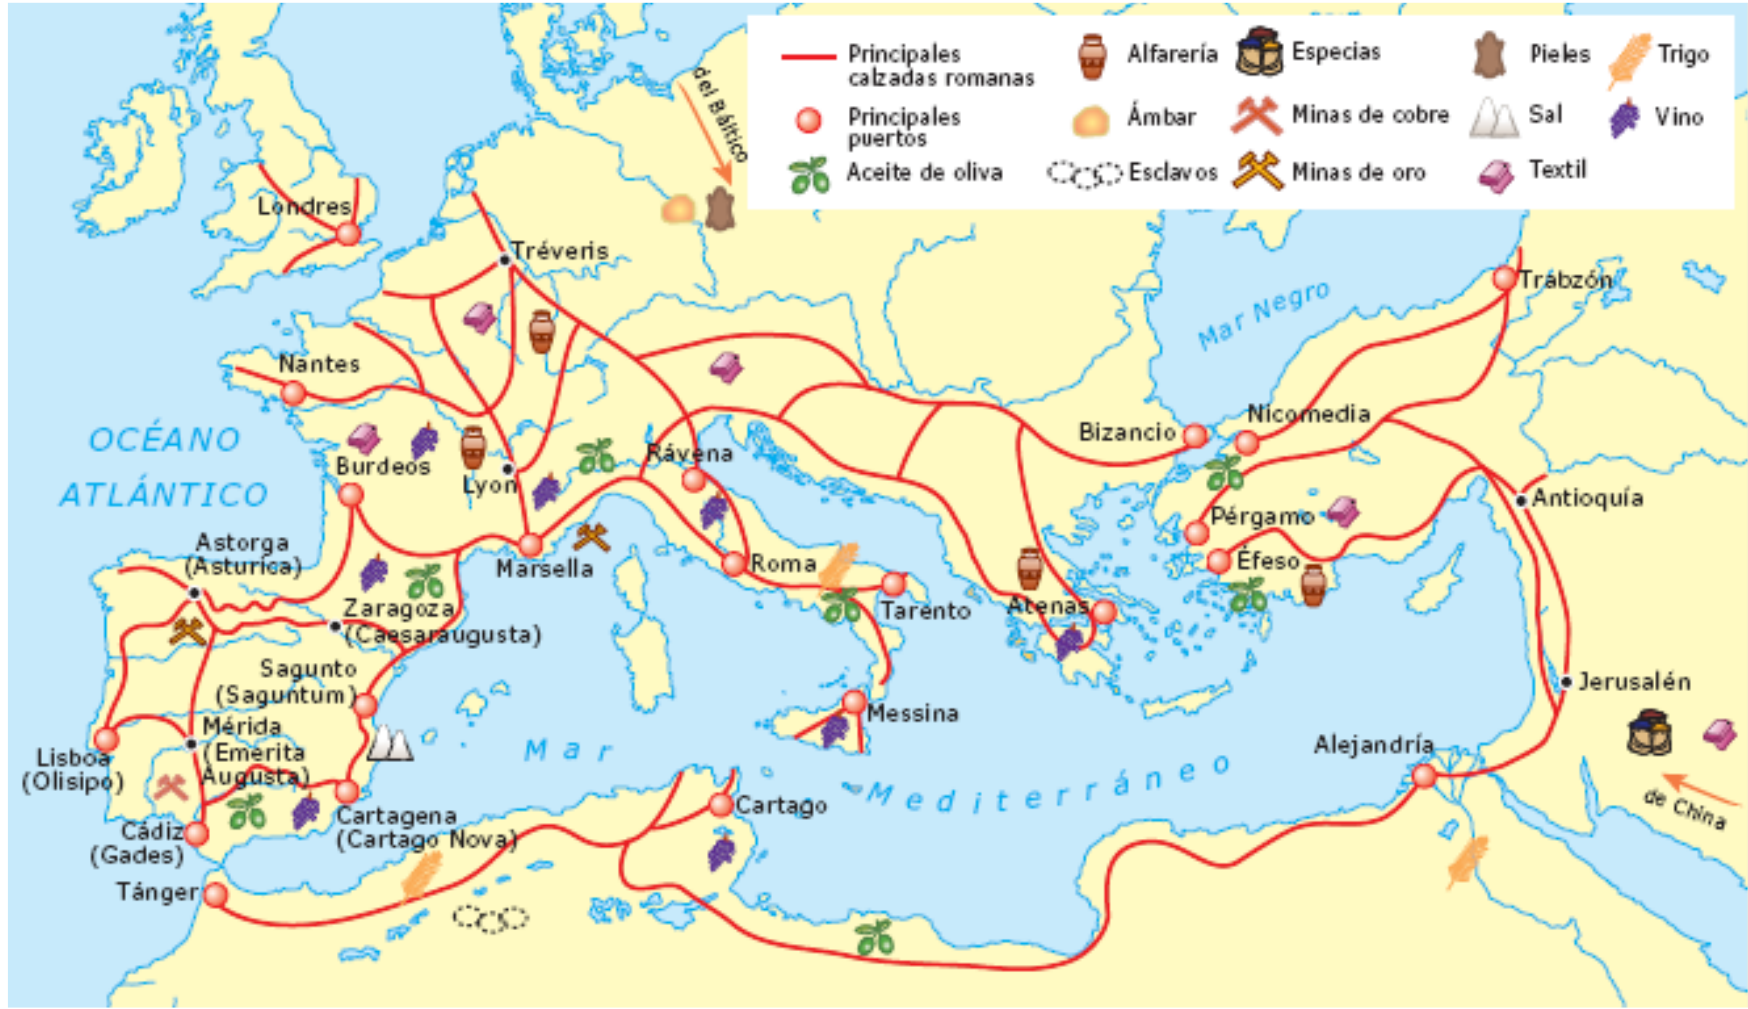 Principales
calzadas romanas
Principales
puertos
Aceite de oliva
Alfarería
Ámbar
Esclavos
Especias
Minas de cobre
Minas de oro
Pieles
Sal
Textil
Trigo
Vino
del Báltico
Londres
Tréveris
Trabzón
Mar Negro
Nantes
OCÉANO
ATLÁNTICO
Burdeos
Lyon
Rávena
Bizancio
Nicomedia
Antioquía
Pérgamo
Éfeso
Astorga
(Asturica)
Marsella
Roma
Tarento
Atenas
Zaragoza
(Caesaraugusta)
Sagunto
(Saguntum)
Jerusalén
Messina
Mérida
(Emerita
Augusta)
Lisboa
(Olisipo)
Mar
Mediterráneo
Alejandría
de China
Cartago
Cartagena
(Cartago Nova)
Cádiz
(Gades)
Tánger